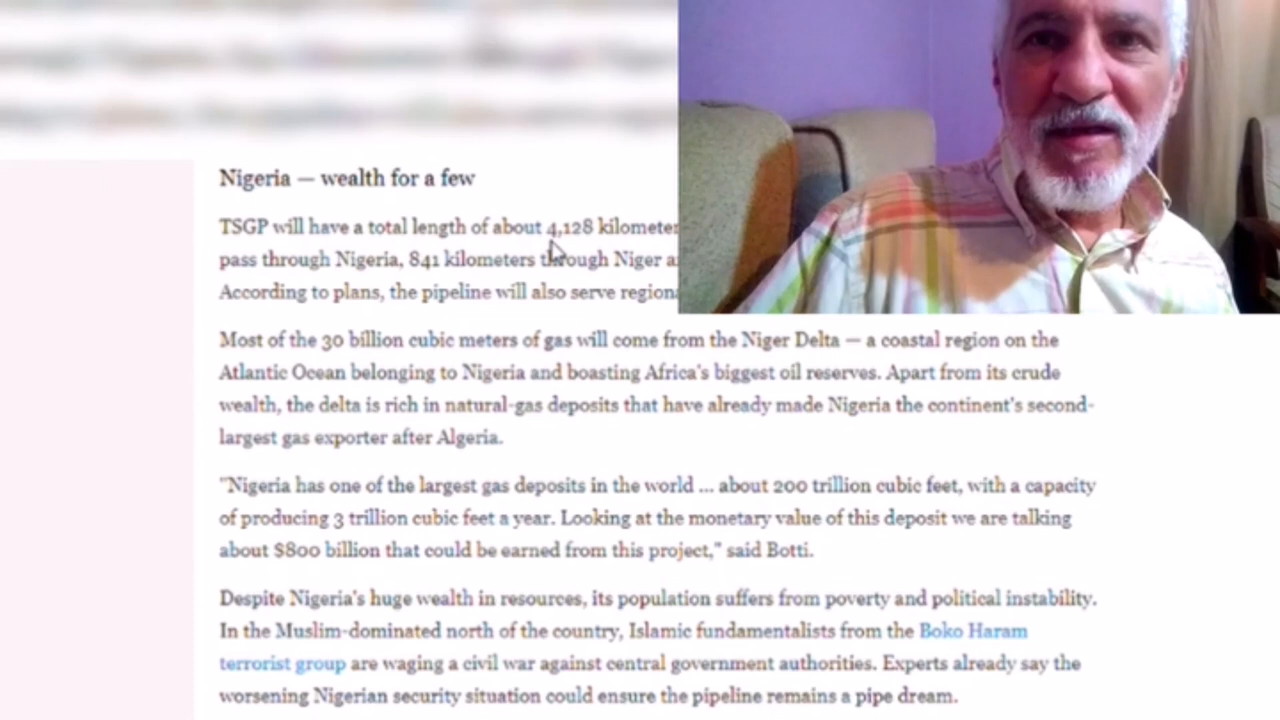 Nigeria — wealth for a few
TSGP will have a total length of about 4,128
pass through Nigeria, 841 kilometers through Niger
According to plans, the pipeline will also serve
Most of the 30 billion cubic meters of gas will come from the Niger Delta — a coastal region on the
Atlantic Ocean belonging to Nigeria and boasting Africa's biggest oil reserves. Apart from its crude
wealth, the delta is rich in natural-gas deposits that have already made Nigeria the continent's second-
largest gas exporter after Algeria.
"Nigeria has one of the largest gas deposits in the world ... about 200 trillion cubic feet, with a capacity
of producing 3 trillion cubic feet a year. Looking at the monetary value of this deposit we are talking
about $800 billion that could be earned from this project," said Botti.
Despite Nigeria's huge wealth in resources, its population suffers from poverty and political instability.
In the Muslim-dominated north of the country, Islamic fundamentalists from the Boko Haram
terrorist group are waging a civil war against central government authorities. Experts already say the
worsening Nigerian security situation could ensure the pipeline remains a pipe dream.